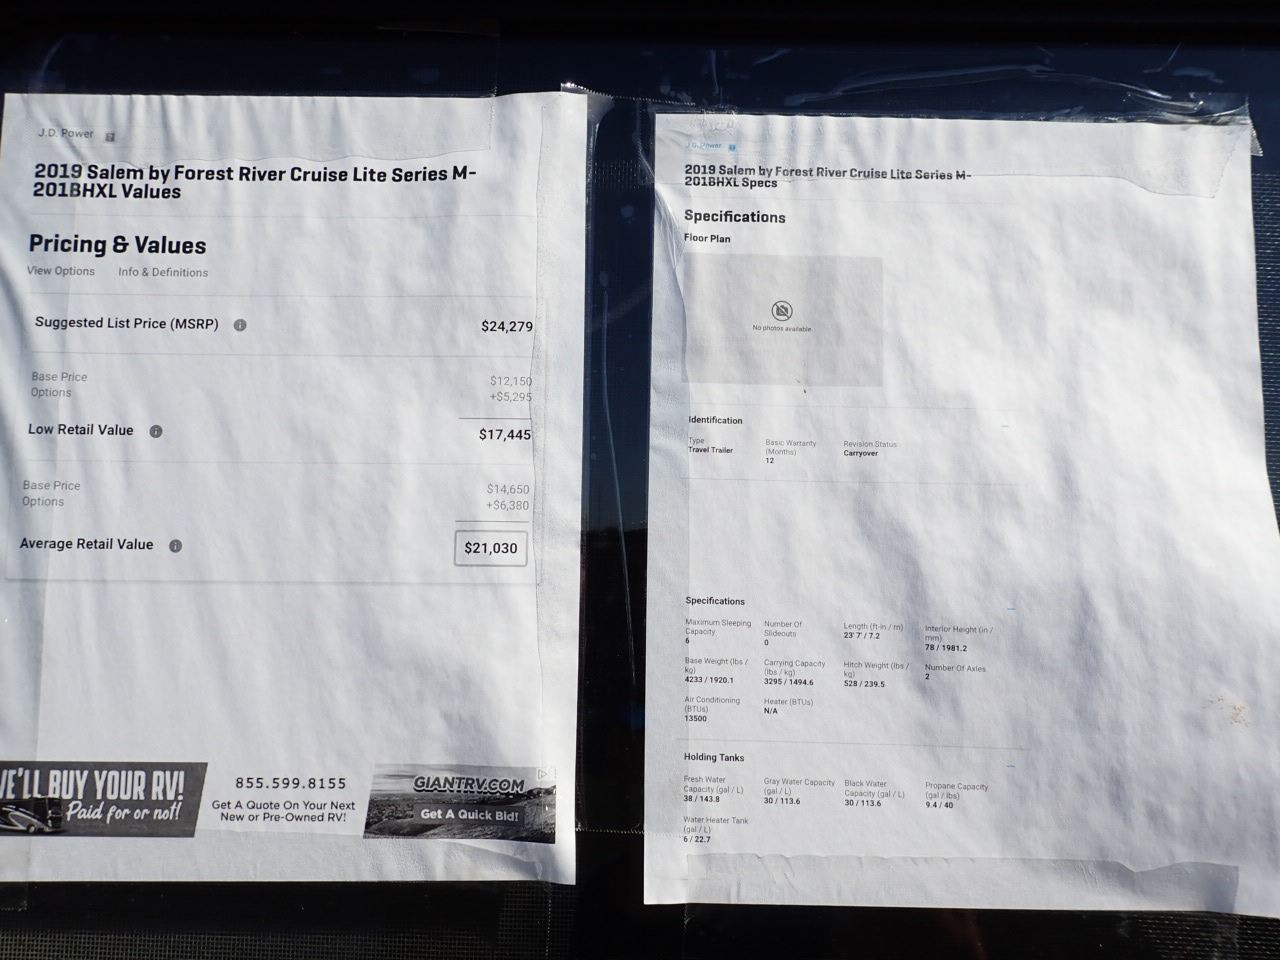 J.D. Power
2019 Salem by Forest River Cruise Lite Series M-
201BHXL Values
Pricing & Values
View Options Info & Definitions
Suggested List Price (MSRP) $24,279
Base Price $12,150
Options +$5,295
Low Retail Value $17,445
Base Price $14,650
Options +$6,380
Average Retail Value $21,030
E'LL BUY YOUR RV!
Paid for or not!
855.599.8155
Get A Quote On Your Next
New or Pre-Owned RV!
GIANTRV.COM
Get A Quick Bid!
J.D. Power
2019 Salem by Forest River Cruise Lite Series M-
201BHXL Specs
Specifications
Floor Plan
No photos available
Identification
Type
Travel Trailer
Basic Warranty
(Months)
12
Revision Status
Carryover
Specifications
Maximum Sleeping
Capacity
6
Number Of
Slideouts
0
Length (ft-in / m)
23' 7' / 7.2
Interior Height (in /
mm)
78 / 1981.2
Base Weight (lbs /
kg)
4233 / 1920.1
Carrying Capacity
(lbs / kg)
3295 / 1494.6
Hitch Weight (lbs /
kg)
528 / 239.5
Number Of Axles
2
Air Conditioning
(BTUs)
13500
Heater (BTUs)
N/A
Holding Tanks
Fresh Water
Capacity (gal / L)
38 / 143.8
Gray Water Capacity
(gal / L)
30 / 113.6
Black Water
Capacity (gal / L)
30 / 113.6
Propane Capacity
(gal / lbs)
9.4 / 40
Water Heater Tank
(gal / L)
6 / 22.7